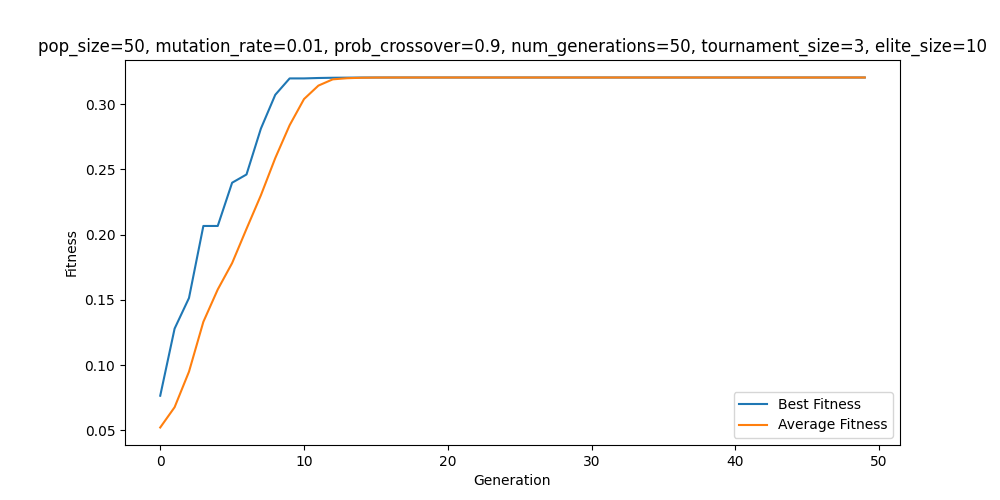 pop_size=50, mutation_rate=0.01, prob_crossover=0.9, num_generations=50, tournament_size=3, elite_size=10
0.30
0.25
0.20
0.15
0.10
0.05
Fitness
Best Fitness
Average Fitness
0 10 20 30 40 50
Generation